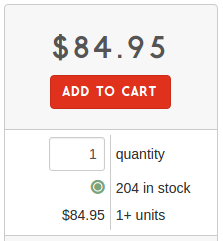 $84.95
ADD TO CART
1 quantity
204 in stock
$84.95 1+ units